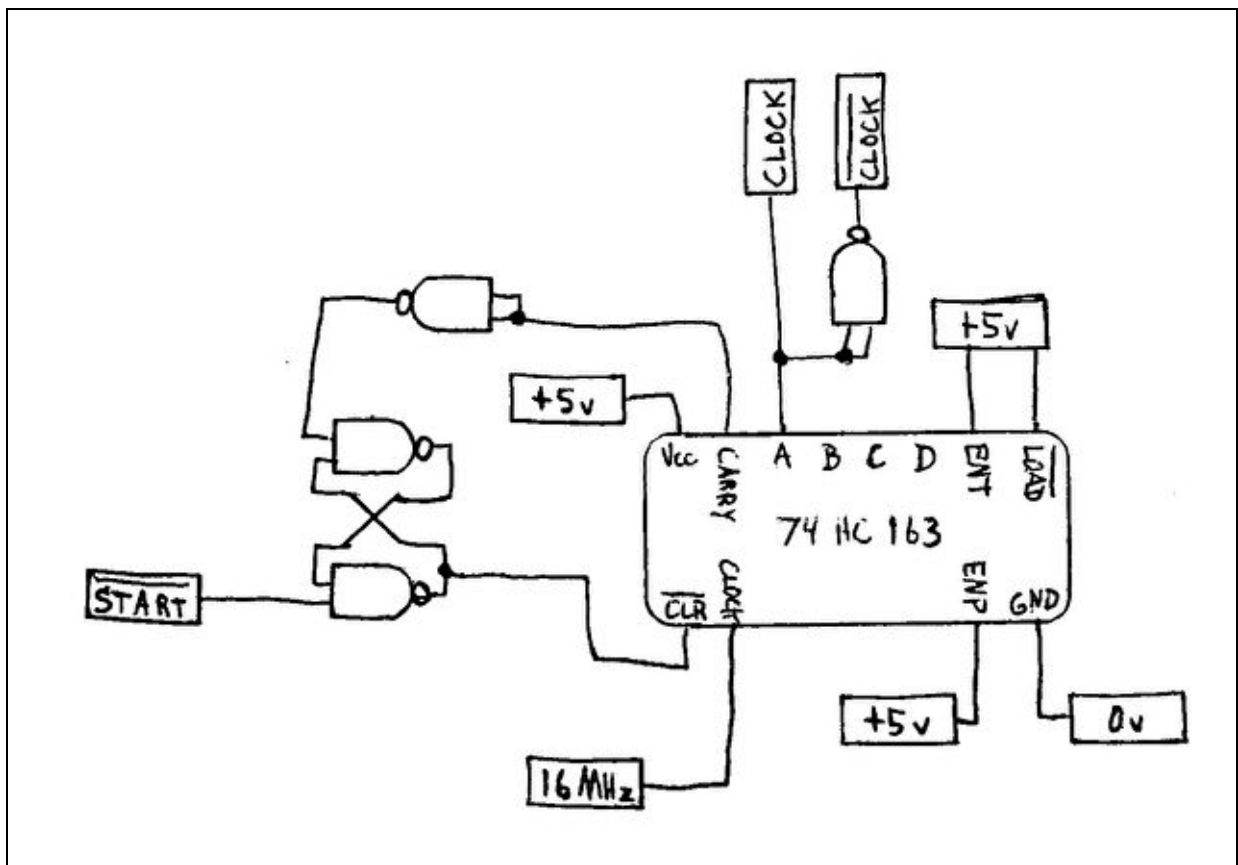 CLOCK
CLOCK
+5v
+5v
Vcc
CARRY
A
B
C
D
ENT
LOAD
74 HC 163
START
CLR
CLOCK
ENP
GND
+5v
0v
16 MHz